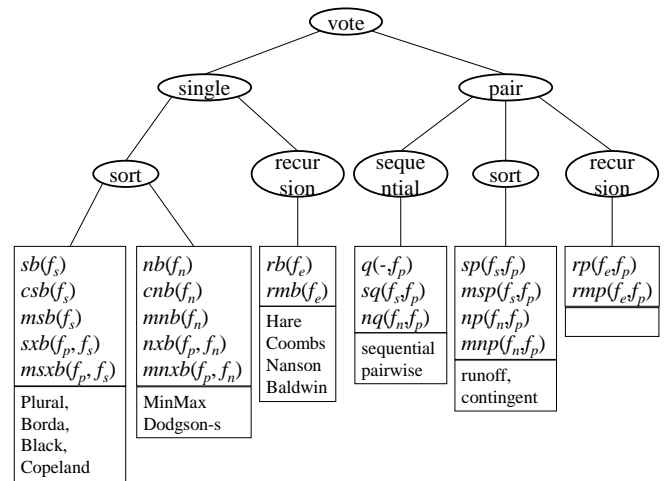 vote
single
pair
sort
recur
sion
seque
ntial
sort
recur
sion
sb(fs)
csb(fs)
msb(fs)
sxb(fp, fs)
msxb(fp, fs)
Plural,
Borda,
Black,
Copeland
nb(fn)
cnb(fn)
mnb(fn)
nxb(fp, fn)
mnxb(fp, fn)
MinMax
Dodgson-s
rb(fe)
rmb(fe)
Hare
Coombs
Nanson
Baldwin
q(-,fp)
sq(fs,fp)
nq(fn,fp)
sequential
pairwise
sp(fs,fp)
msp(fs,fp)
np(fn,fp)
mnp(fn,fp)
runoff,
contingent
rp(fe,fp)
rmp(fe,fp)